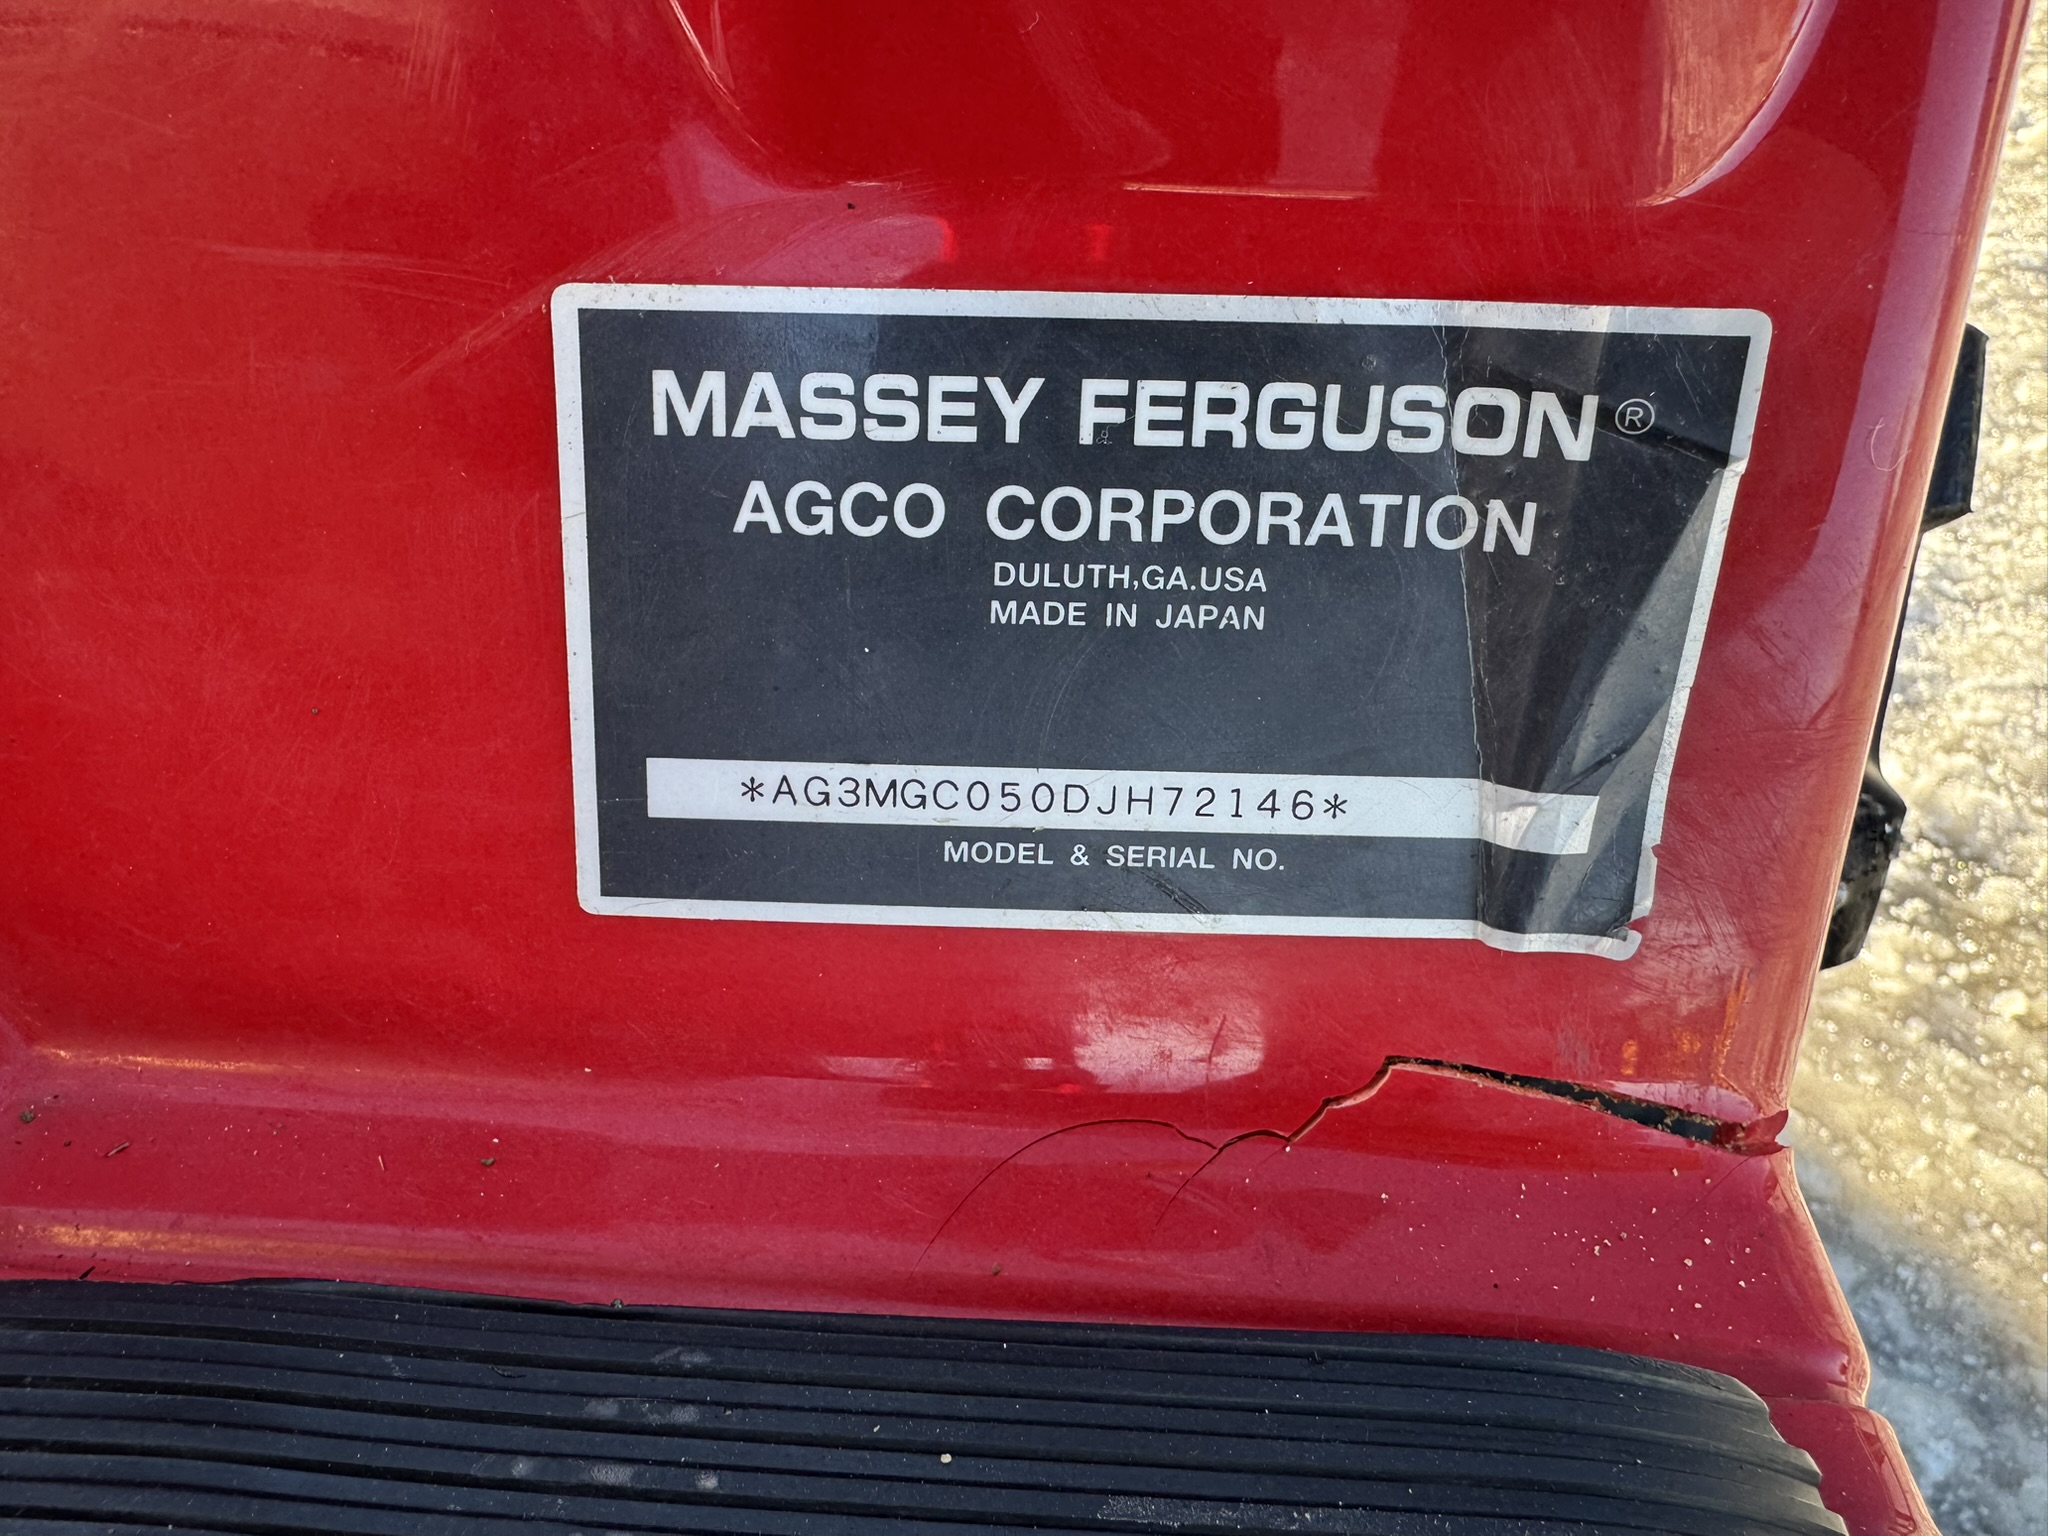 MASSEY FERGUSON®
AGCO CORPORATION
DULUTH,GA.USA
MADE IN JAPAN
*AG3MGC050DJH72146*
MODEL & SERIAL NO.